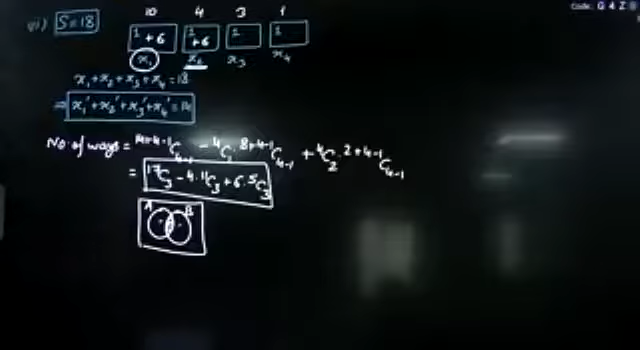 Code: G 4 Z
vii) S=18
10 4 3 1
1 +6 1 +6 1 1
x₁ x₂ x₃ x₄
x₁+x₂+x₃+x₄=18
⇒ x₁'+x₂'+x₃'+x₄'=14
No. of ways = ¹⁴⁺⁴⁻¹C₄₋₁ - ⁴C₁ ⁸⁺⁴⁻¹C₄₋₁ + ⁴C₂ · ²⁺⁴⁻¹C₄₋₁
= ¹⁷C₃ - 4·¹¹C₃ + 6·⁵C₃
A B